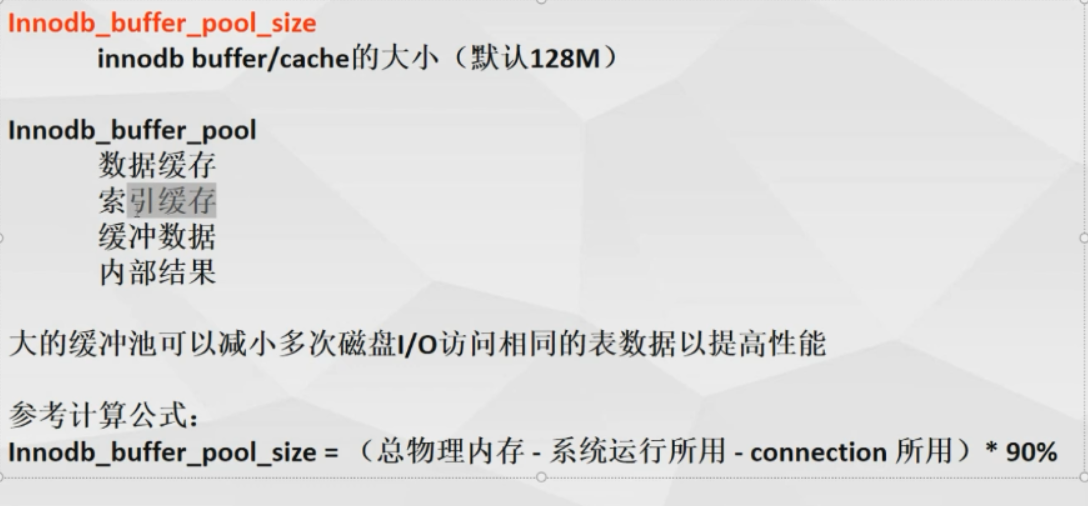 Innodb_buffer_pool_size
innodb buffer/cache的大小（默认128M）
Innodb_buffer_pool
数据缓存
索引缓存
缓冲数据
内部结果
大的缓冲池可以减小多次磁盘I/O访问相同的表数据以提高性能
参考计算公式：
Innodb_buffer_pool_size = （总物理内存 - 系统运行所用 - connection 所用）* 90%